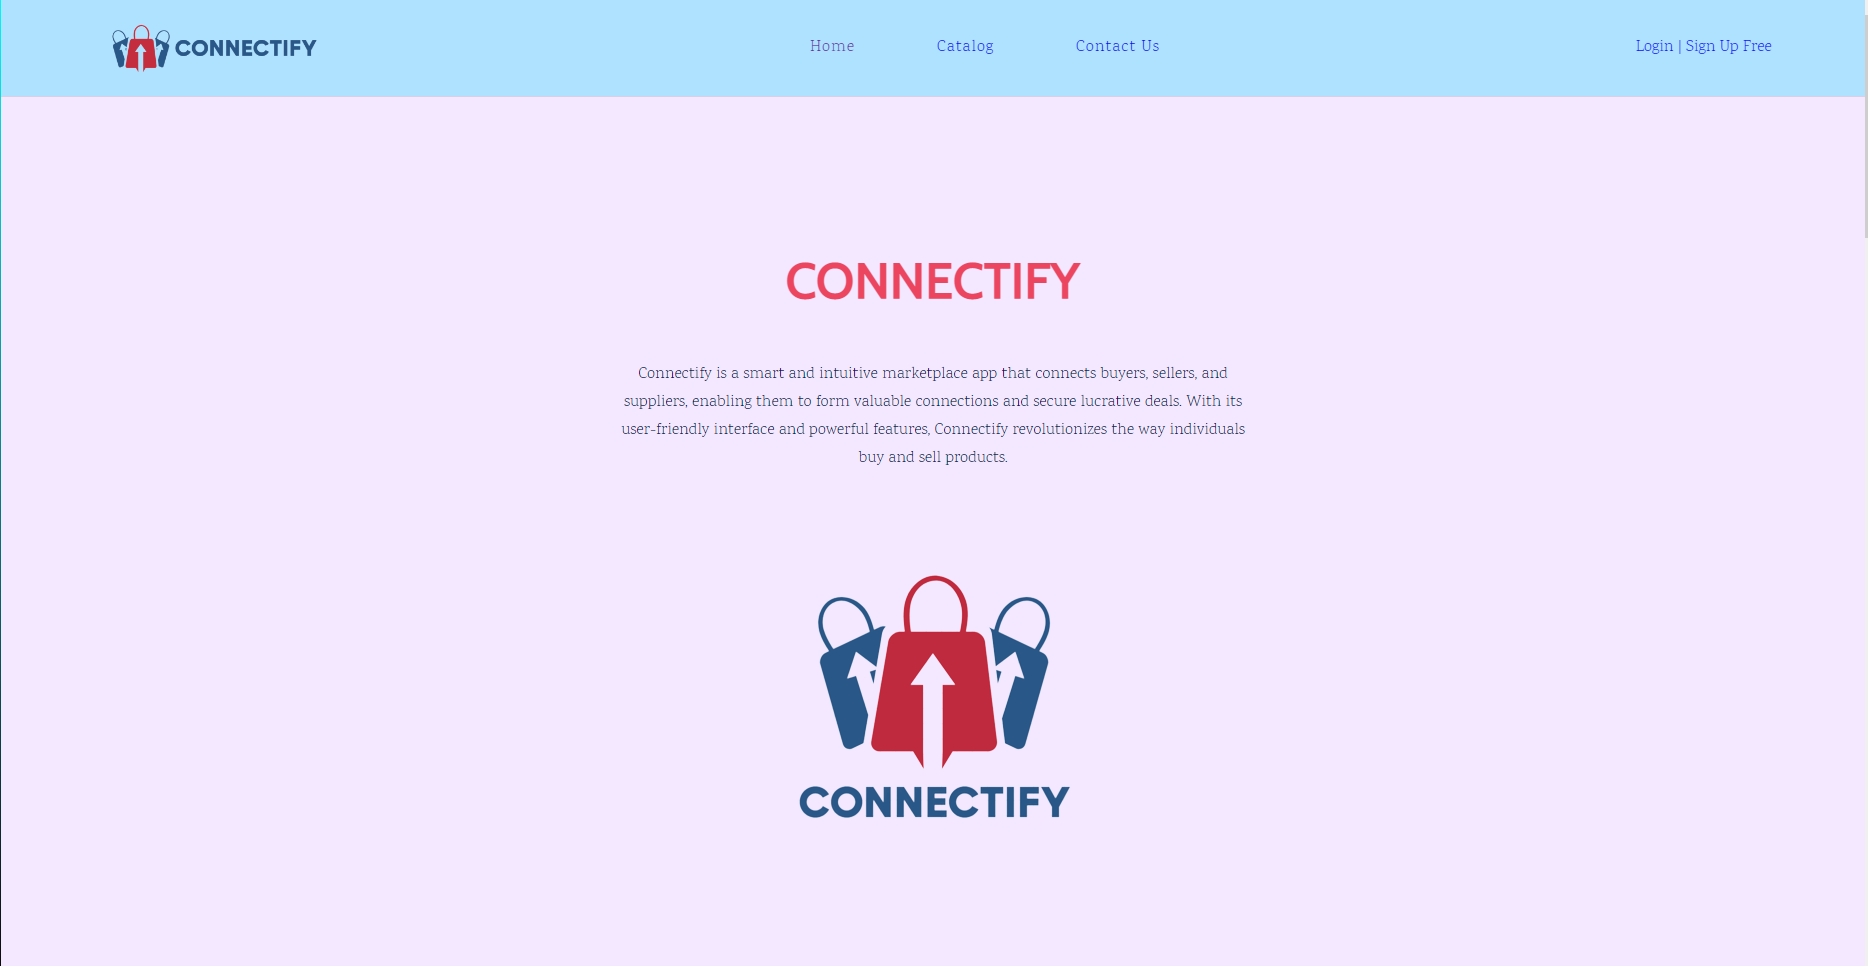 CONNECTIFY
Home
Catalog
Contact Us
Login | Sign Up Free
CONNECTIFY
Connectify is a smart and intuitive marketplace app that connects buyers, sellers, and
suppliers, enabling them to form valuable connections and secure lucrative deals. With its
user-friendly interface and powerful features, Connectify revolutionizes the way individuals
buy and sell products.
CONNECTIFY